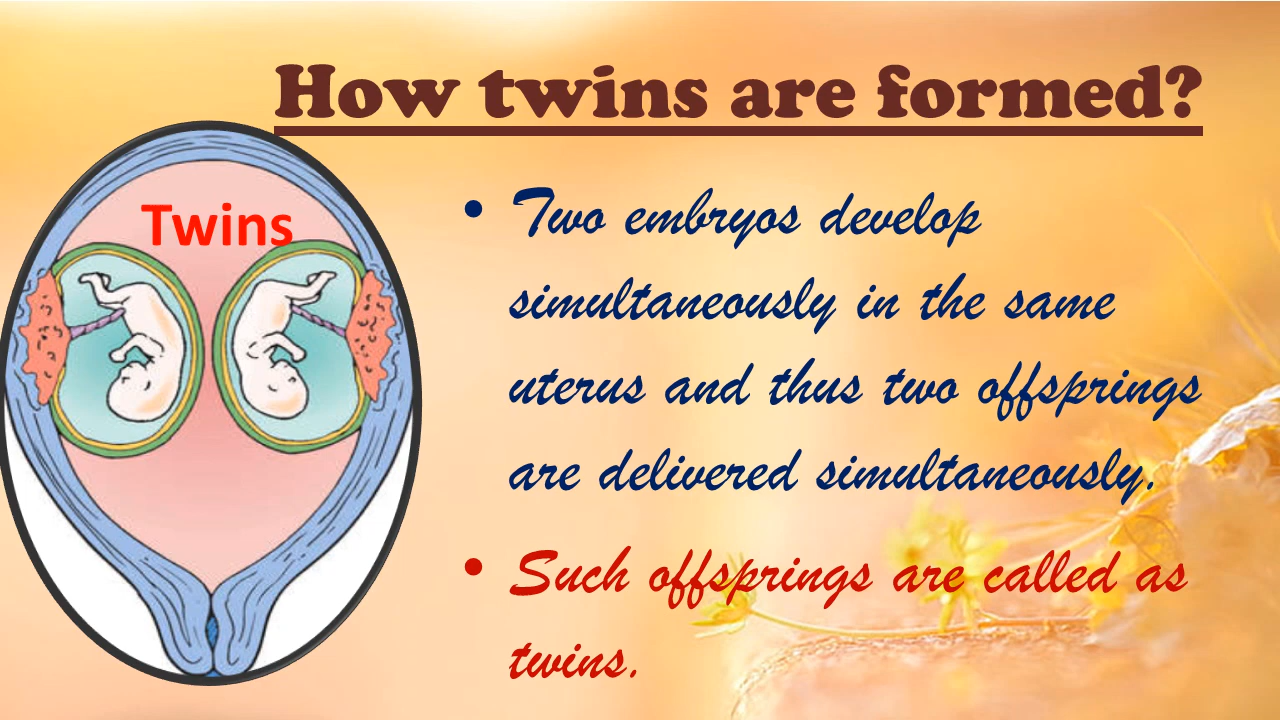 How twins are formed?
Twins
• Two embryos develop
simultaneously in the same
uterus and thus two offsprings
are delivered simultaneously.
• Such offsprings are called as
twins.